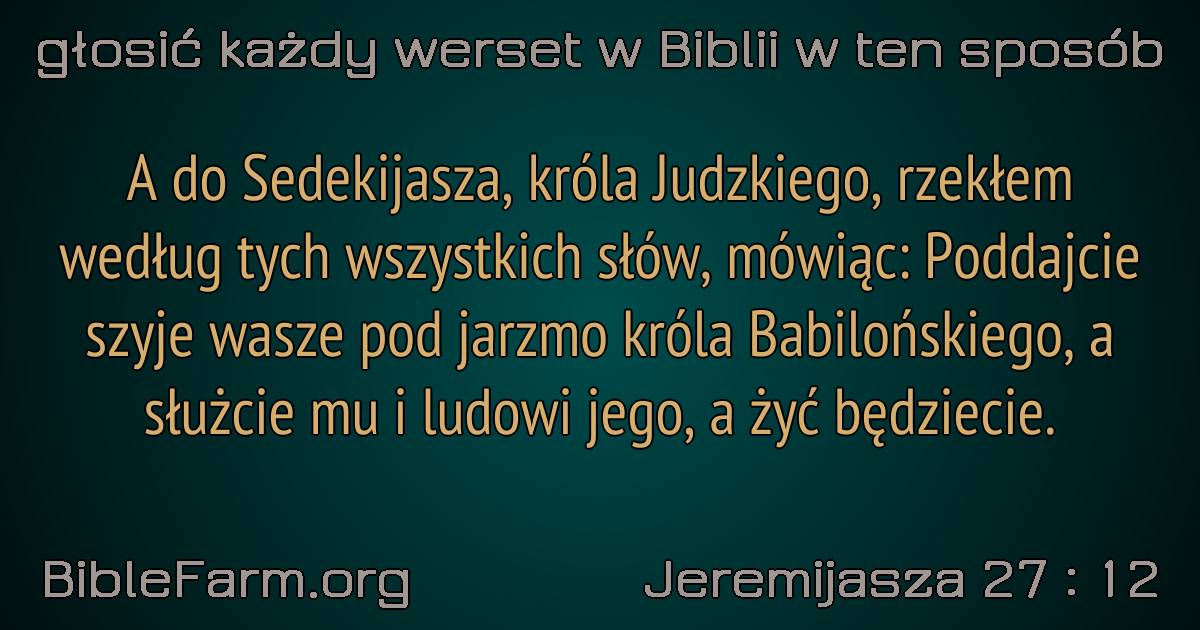 głosić każdy werset w Biblii w ten sposób
A do Sedekijasza, króla Judzkiego, rzekłem
według tych wszystkich słów, mówiąc: Poddajcie
szyje wasze pod jarzmo króla Babilońskiego, a
służcie mu i ludowi jego, a żyć będziecie.
BibleFarm.org
Jeremijasza 27 : 12